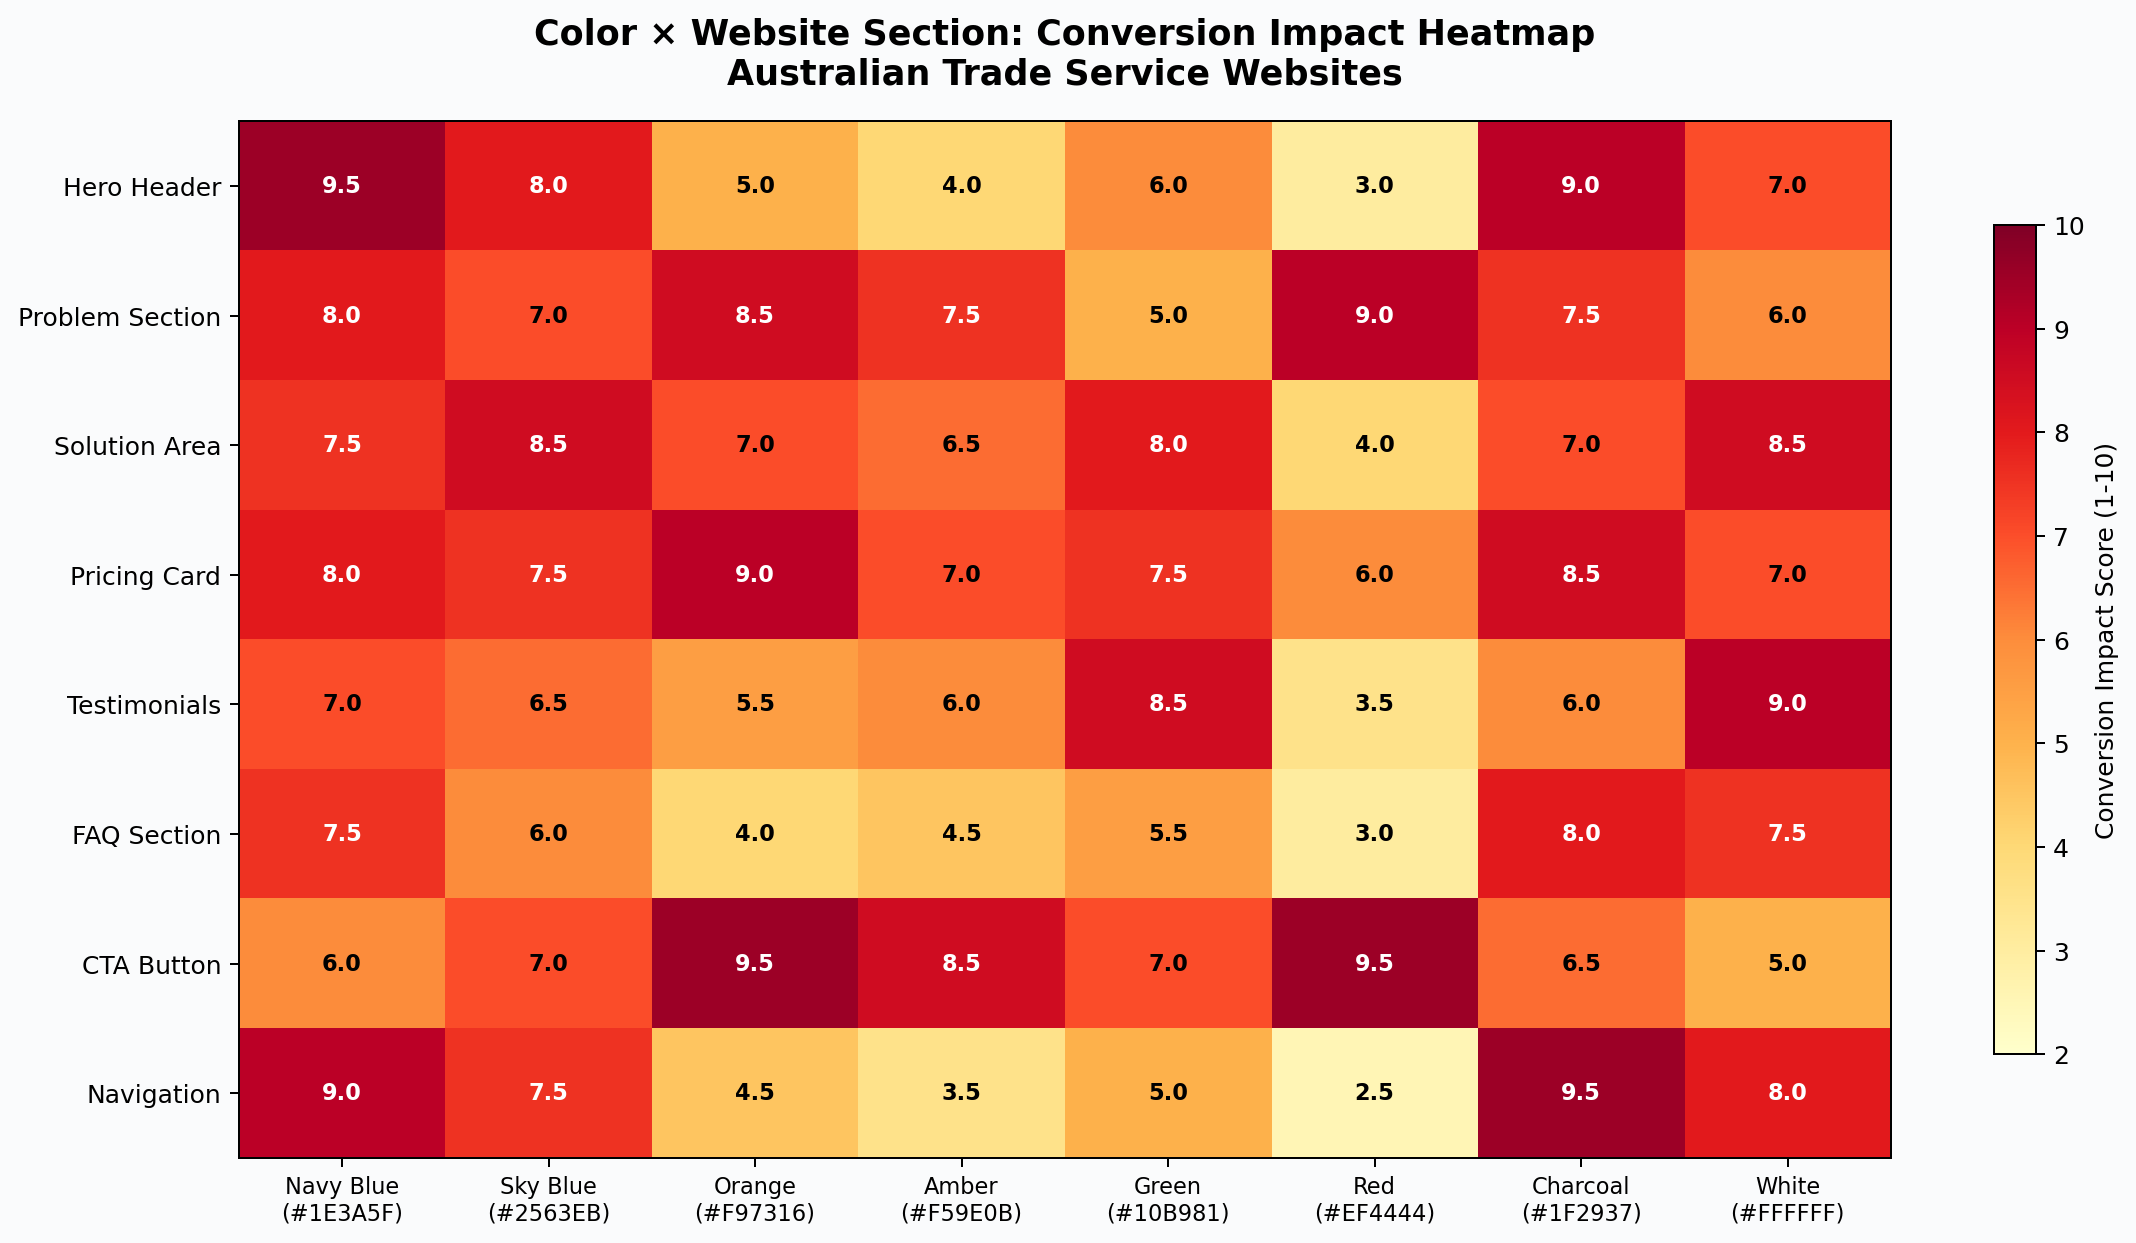 Color × Website Section: Conversion Impact Heatmap
Australian Trade Service Websites
Hero Header 9.5 8.0 5.0 4.0 6.0 3.0 9.0 7.0
Problem Section 8.0 7.0 8.5 7.5 5.0 9.0 7.5 6.0
Solution Area 7.5 8.5 7.0 6.5 8.0 4.0 7.0 8.5
Pricing Card 8.0 7.5 9.0 7.0 7.5 6.0 8.5 7.0
Testimonials 7.0 6.5 5.5 6.0 8.5 3.5 6.0 9.0
FAQ Section 7.5 6.0 4.0 4.5 5.5 3.0 8.0 7.5
CTA Button 6.0 7.0 9.5 8.5 7.0 9.5 6.5 5.0
Navigation 9.0 7.5 4.5 3.5 5.0 2.5 9.5 8.0
Navy Blue Sky Blue Orange Amber Green Red Charcoal White
(#1E3A5F) (#2563EB) (#F97316) (#F59E0B) (#10B981) (#EF4444) (#1F2937) (#FFFFFF)
10
9
8
7
6
5
4
3
2
Conversion Impact Score (1-10)